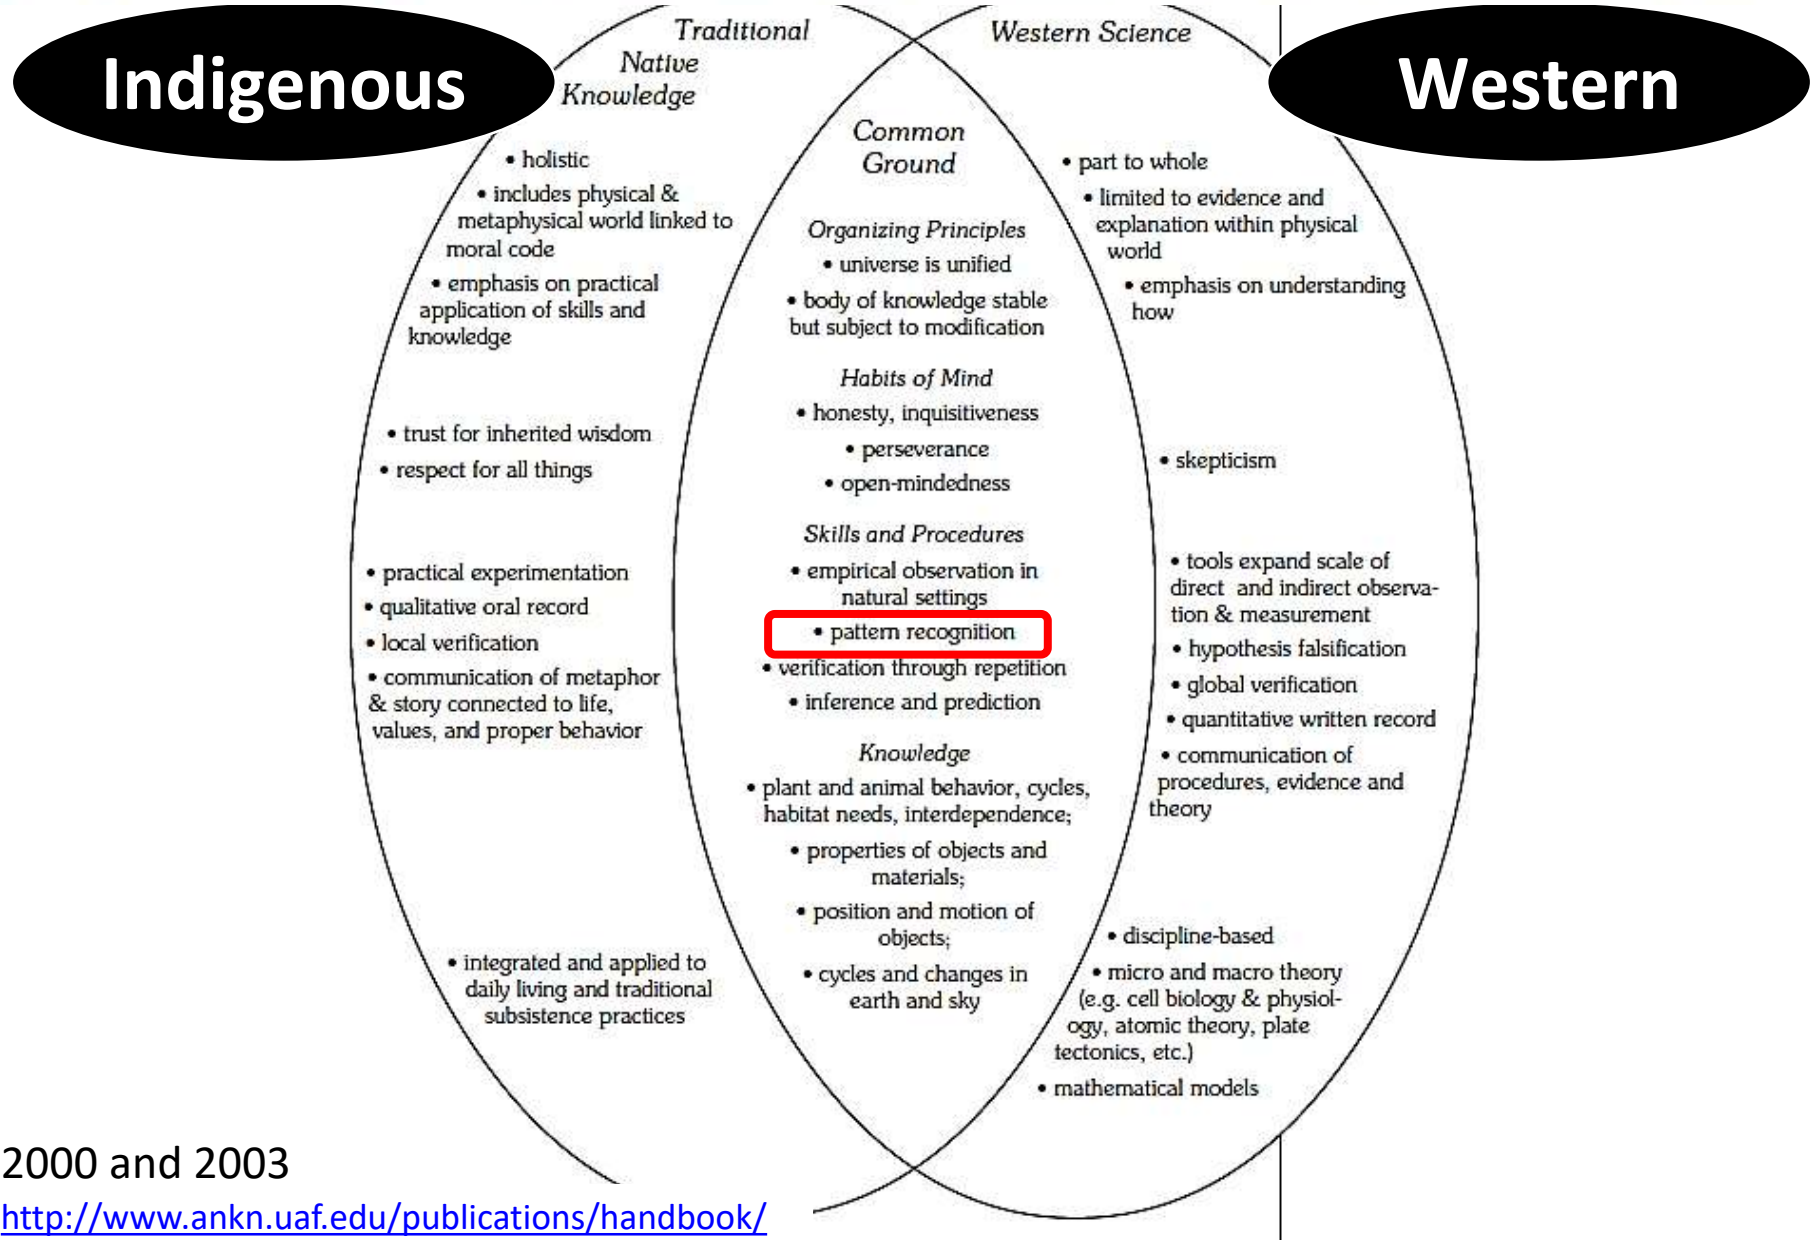 Indigenous
Western
Traditional
Native
Knowledge
• holistic
• includes physical &
metaphysical world linked to
moral code
• emphasis on practical
application of skills and
knowledge
• trust for inherited wisdom
• respect for all things
• practical experimentation
• qualitative oral record
• local verification
• communication of metaphor
& story connected to life,
values, and proper behavior
• integrated and applied to
daily living and traditional
subsistence practices
Common
Ground
Organizing Principles
• universe is unified
• body of knowledge stable
but subject to modification
Habits of Mind
• honesty, inquisitiveness
• perseverance
• open-mindedness
Skills and Procedures
• empirical observation in
natural settings
• pattern recognition
• verification through repetition
• inference and prediction
Knowledge
• plant and animal behavior, cycles,
habitat needs, interdependence;
• properties of objects and
materials;
• position and motion of
objects;
• cycles and changes in
earth and sky
Western Science
• part to whole
• limited to evidence and
explanation within physical
world
• emphasis on understanding
how
• skepticism
• tools expand scale of
direct and indirect observa-
tion & measurement
• hypothesis falsification
• global verification
• quantitative written record
• communication of
procedures, evidence and
theory
• discipline-based
• micro and macro theory
(e.g. cell biology & physiol-
ogy, atomic theory, plate
tectonics, etc.)
• mathematical models
2000 and 2003
http://www.ankn.uaf.edu/publications/handbook/